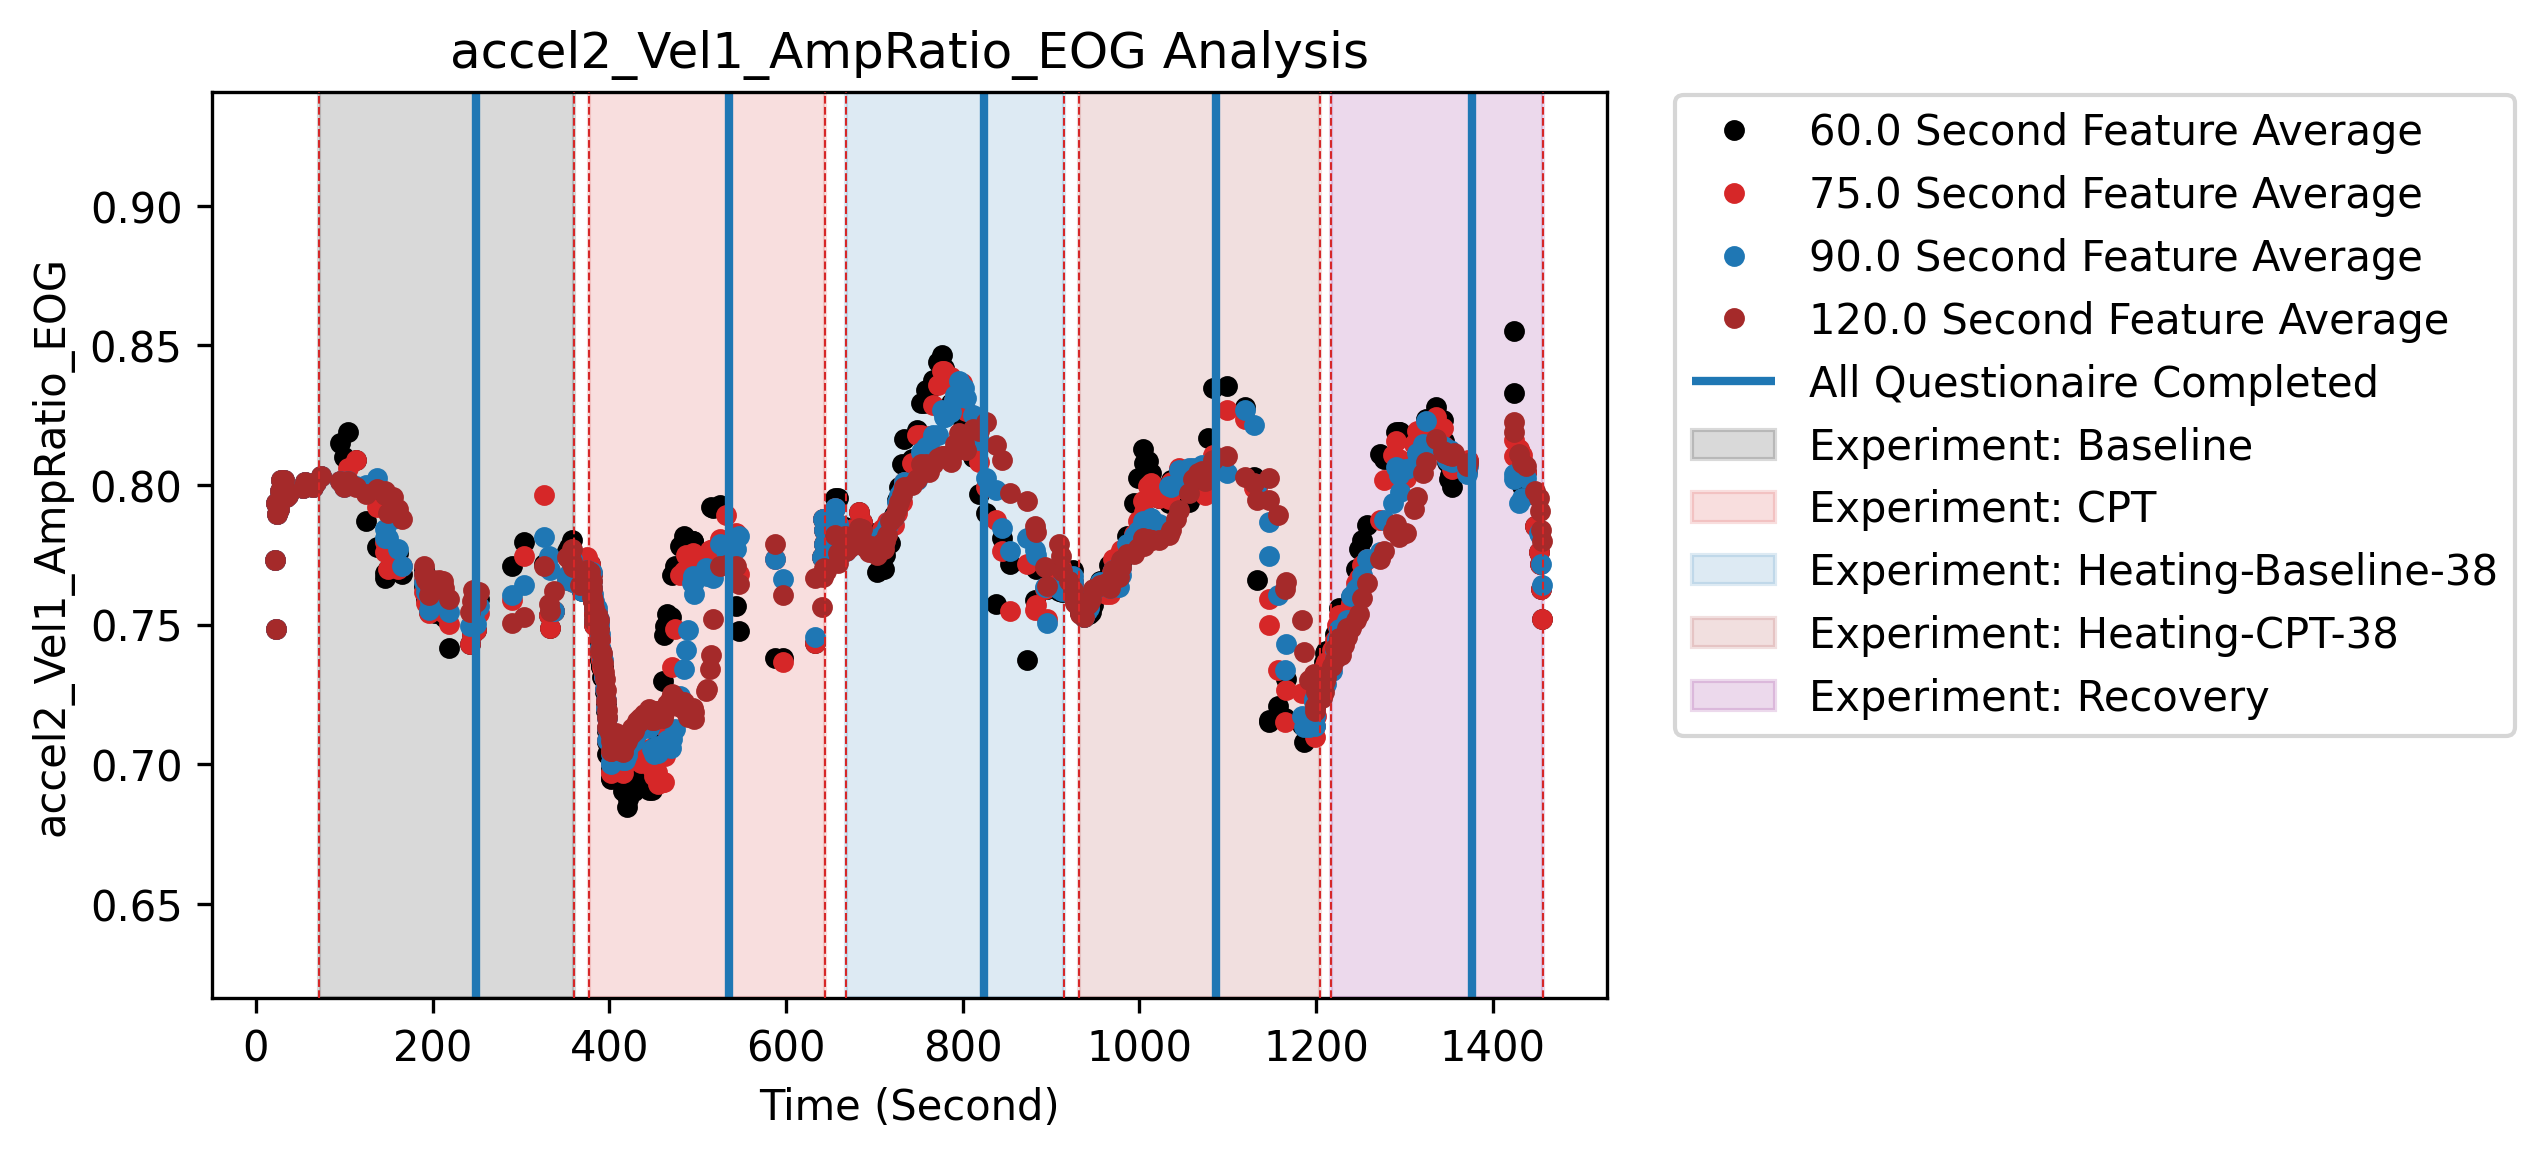 accel2_Vel1_AmpRatio_EOG Analysis
accel2_Vel1_AmpRatio_EOG
0.90
0.85
0.80
0.75
0.70
0.65
0 200 400 600 800 1000 1200 1400
Time (Second)
60.0 Second Feature Average
75.0 Second Feature Average
90.0 Second Feature Average
120.0 Second Feature Average
All Questionaire Completed
Experiment: Baseline
Experiment: CPT
Experiment: Heating-Baseline-38
Experiment: Heating-CPT-38
Experiment: Recovery